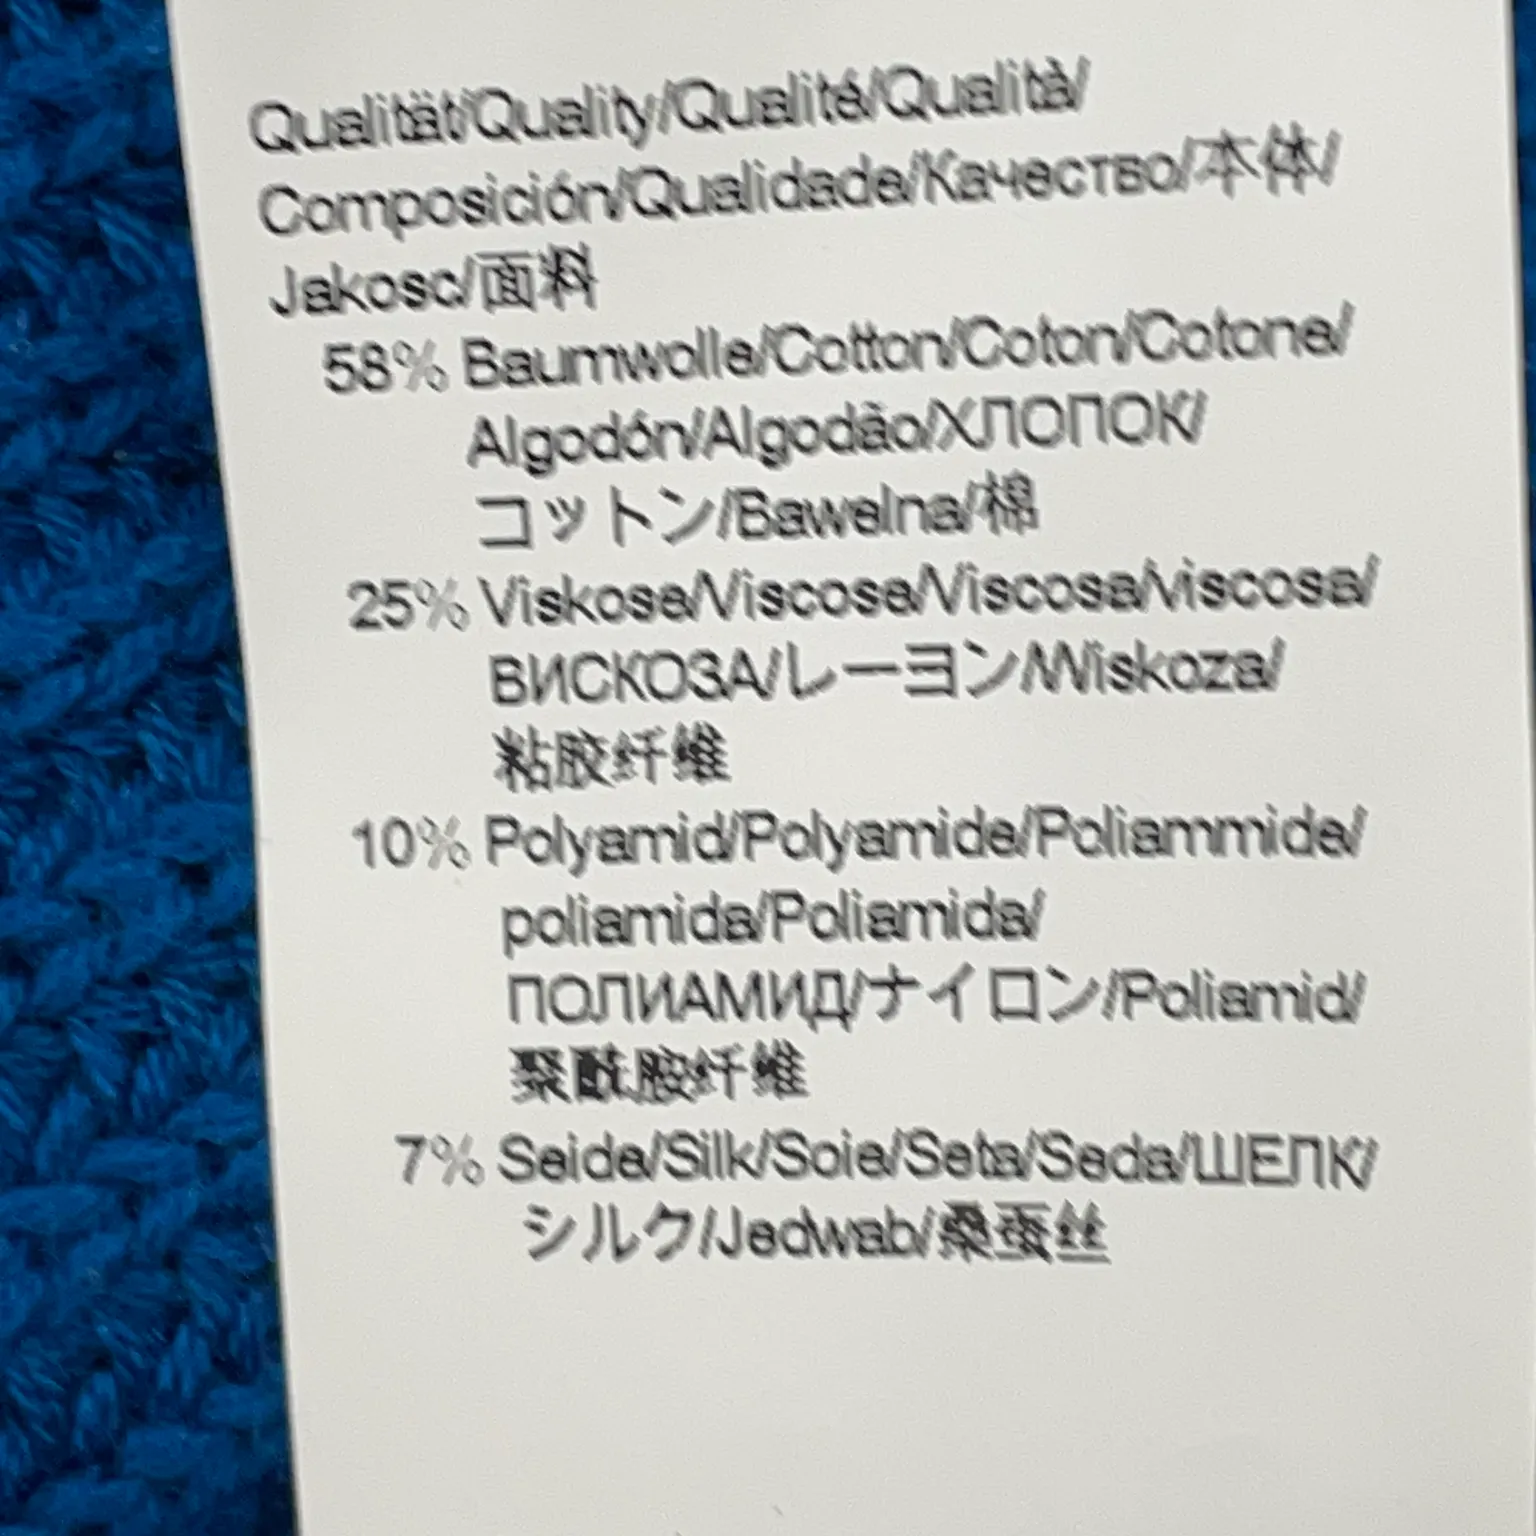 Qualität/Quality/Qualité/Qualità/
Composición/Qualidade/Качество/本体/
Jakosc/面料
58% Baumwolle/Cotton/Coton/Cotone/
Algodón/Algodão/ХЛОПОК/
コットン/Bawelna/棉
25% Viskose/Viscose/Viscosa/viscosa/
ВИСКОЗА/レーヨン/Wiskoza/
粘胶纤维
10% Polyamid/Polyamide/Poliammide/
poliamida/Poliamida/
ПОЛИАМИД/ナイロン/Poliamid/
聚酰胺纤维
7% Seide/Silk/Soie/Seta/Seda/ШЕЛК/
シルク/Jedwab/桑蚕丝